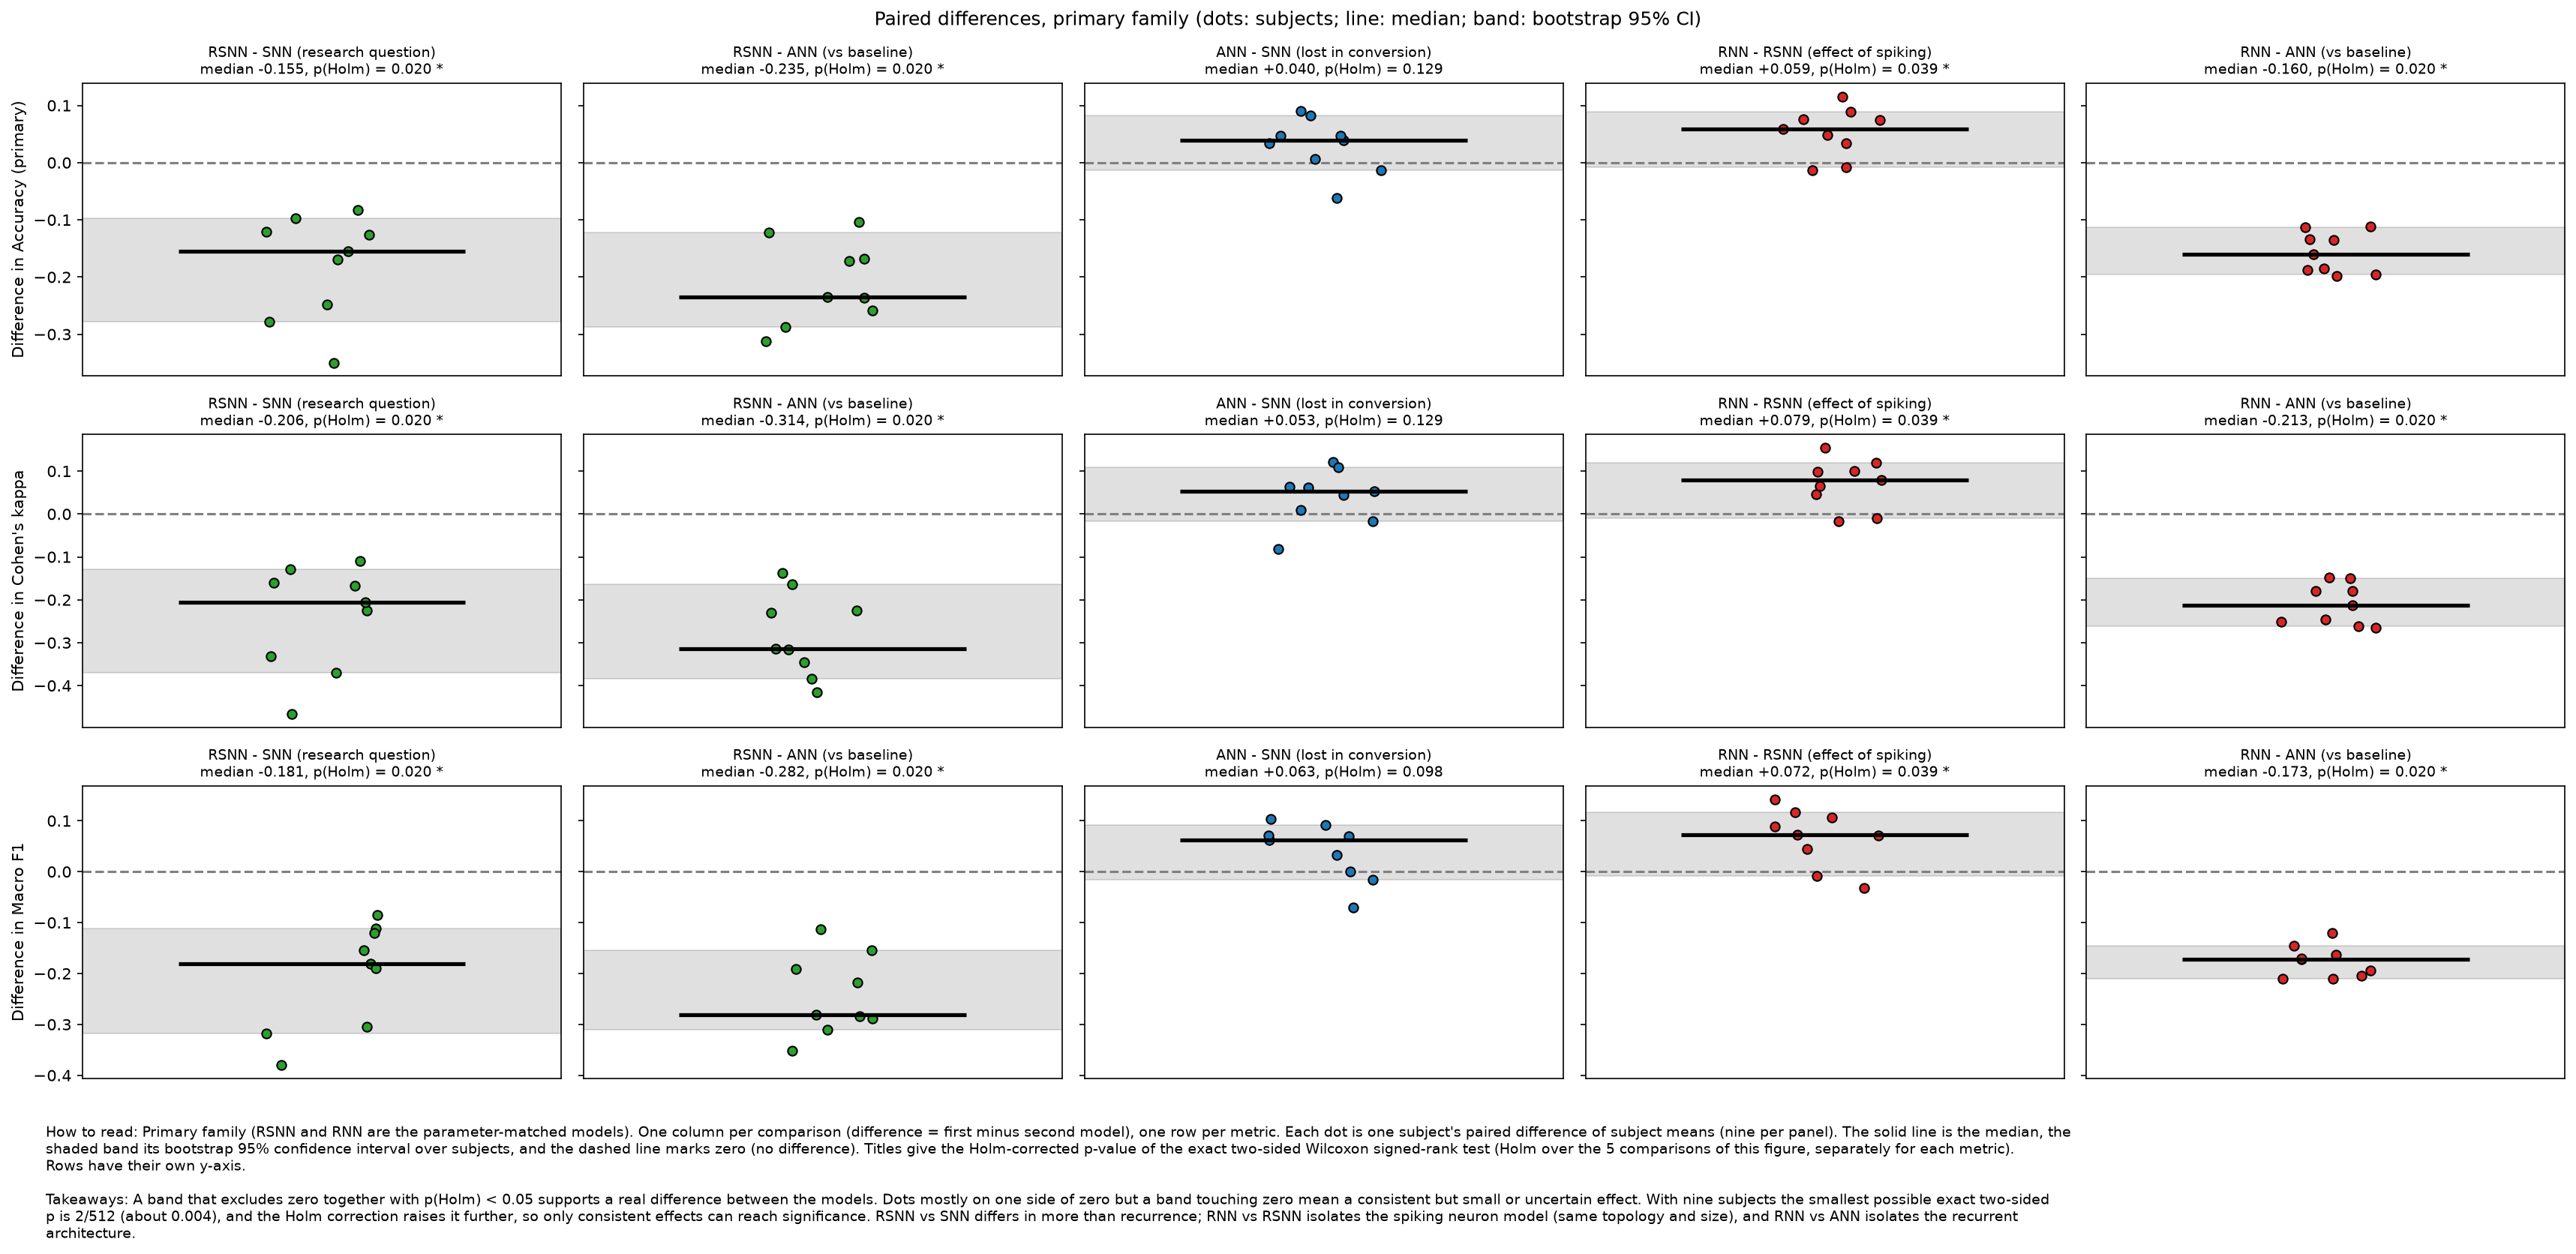 Paired differences, primary family (dots: subjects; line: median; band: bootstrap 95% CI)
RSNN - SNN (research question)
median -0.155, p(Holm) = 0.020 *
RSNN - ANN (vs baseline)
median -0.235, p(Holm) = 0.020 *
ANN - SNN (lost in conversion)
median +0.040, p(Holm) = 0.129
RNN - RSNN (effect of spiking)
median +0.059, p(Holm) = 0.039 *
RNN - ANN (vs baseline)
median -0.160, p(Holm) = 0.020 *
Difference in Accuracy (primary)
0.1
0.0
−0.1
−0.2
−0.3
RSNN - SNN (research question)
median -0.206, p(Holm) = 0.020 *
RSNN - ANN (vs baseline)
median -0.314, p(Holm) = 0.020 *
ANN - SNN (lost in conversion)
median +0.053, p(Holm) = 0.129
RNN - RSNN (effect of spiking)
median +0.079, p(Holm) = 0.039 *
RNN - ANN (vs baseline)
median -0.213, p(Holm) = 0.020 *
Difference in Cohen's kappa
0.1
0.0
−0.1
−0.2
−0.3
−0.4
RSNN - SNN (research question)
median -0.181, p(Holm) = 0.020 *
RSNN - ANN (vs baseline)
median -0.282, p(Holm) = 0.020 *
ANN - SNN (lost in conversion)
median +0.063, p(Holm) = 0.098
RNN - RSNN (effect of spiking)
median +0.072, p(Holm) = 0.039 *
RNN - ANN (vs baseline)
median -0.173, p(Holm) = 0.020 *
Difference in Macro F1
0.1
0.0
−0.1
−0.2
−0.3
−0.4
How to read: Primary family (RSNN and RNN are the parameter-matched models). One column per comparison (difference = first minus second model), one row per metric. Each dot is one subject's paired difference of subject means (nine per panel). The solid line is the median, the
shaded band its bootstrap 95% confidence interval over subjects, and the dashed line marks zero (no difference). Titles give the Holm-corrected p-value of the exact two-sided Wilcoxon signed-rank test (Holm over the 5 comparisons of this figure, separately for each metric).
Rows have their own y-axis.
Takeaways: A band that excludes zero together with p(Holm) < 0.05 supports a real difference between the models. Dots mostly on one side of zero but a band touching zero mean a consistent but small or uncertain effect. With nine subjects the smallest possible exact two-sided
p is 2/512 (about 0.004), and the Holm correction raises it further, so only consistent effects can reach significance. RSNN vs SNN differs in more than recurrence; RNN vs RSNN isolates the spiking neuron model (same topology and size), and RNN vs ANN isolates the recurrent
architecture.